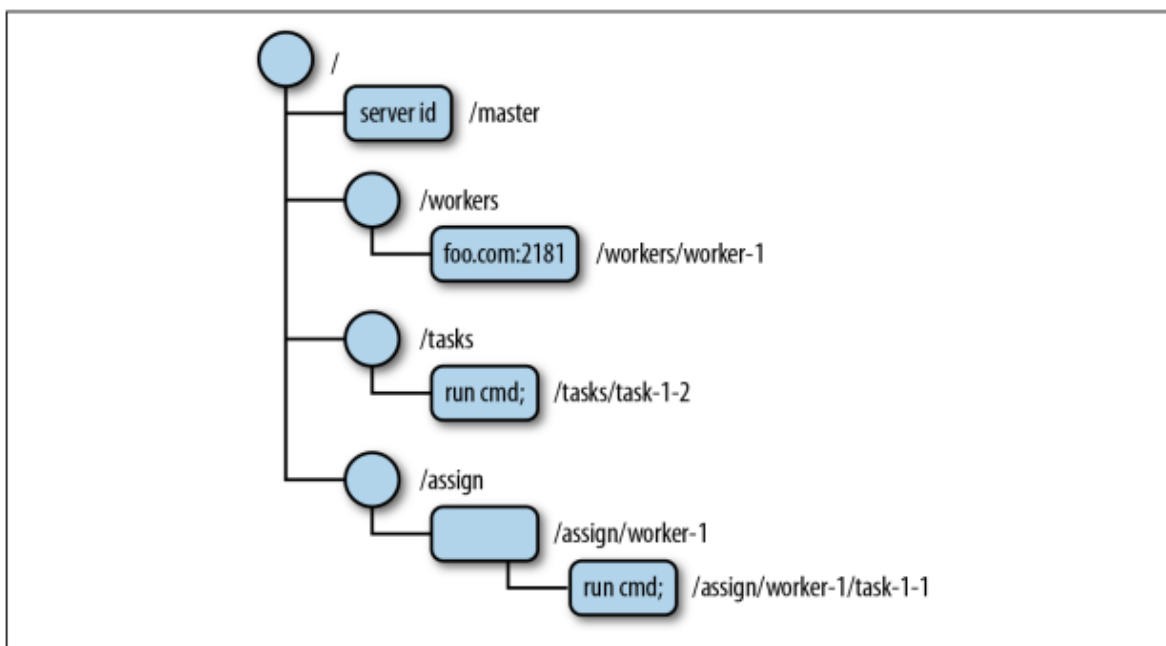 /
server id /master
/workers
foo.com:2181 /workers/worker-1
/tasks
run cmd; /tasks/task-1-2
/assign
/assign/worker-1
run cmd; /assign/worker-1/task-1-1